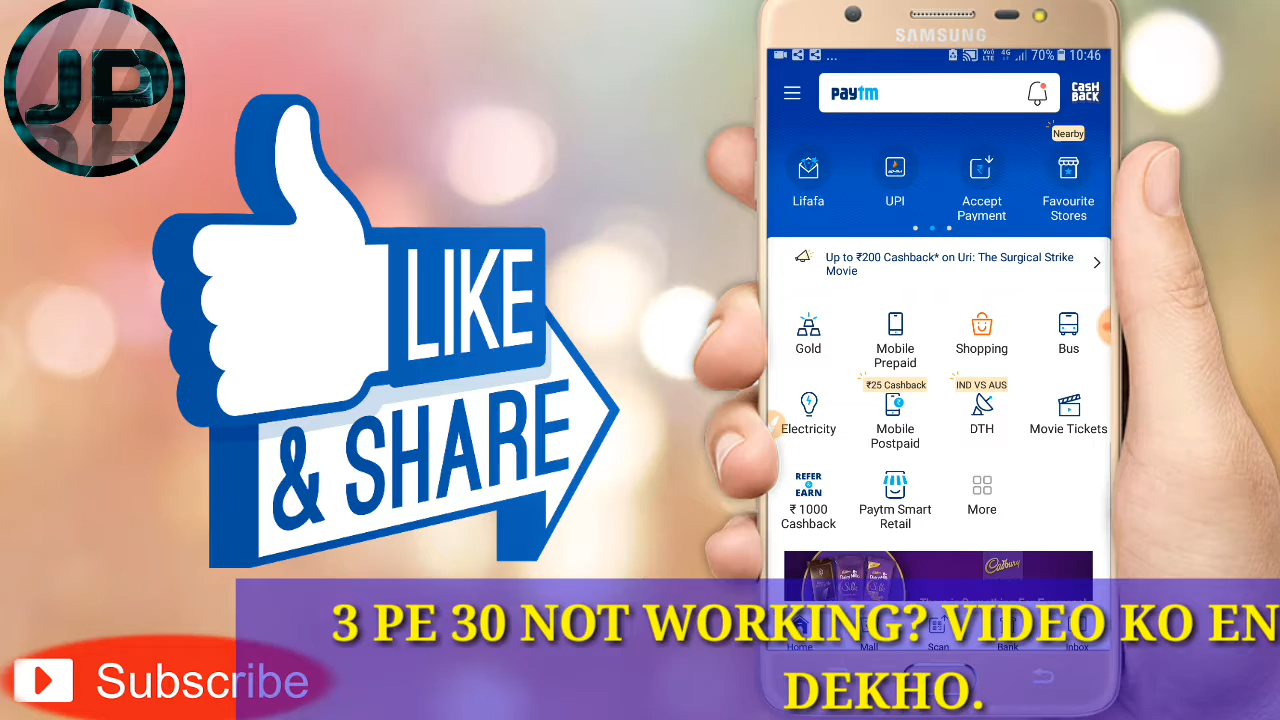 JP
LIKE
& SHARE
SAMSUNG
... VoI LTE 4G 70% 10:46
paytm
CASH BACK
Nearby
Lifafa
UPI
Accept Payment
Favourite Stores
Up to ₹200 Cashback* on Uri: The Surgical Strike
Movie
Gold
Mobile Prepaid
Shopping
Bus
₹25 Cashback
IND VS AUS
Electricity
Mobile Postpaid
DTH
Movie Tickets
REFER & EARN
₹ 1000 Cashback
Paytm Smart Retail
More
Cadbury
3 PE 30 NOT WORKING? VIDEO KO EN
DEKHO.
Home
Mall
Scan
Bank
Inbox
Subscribe